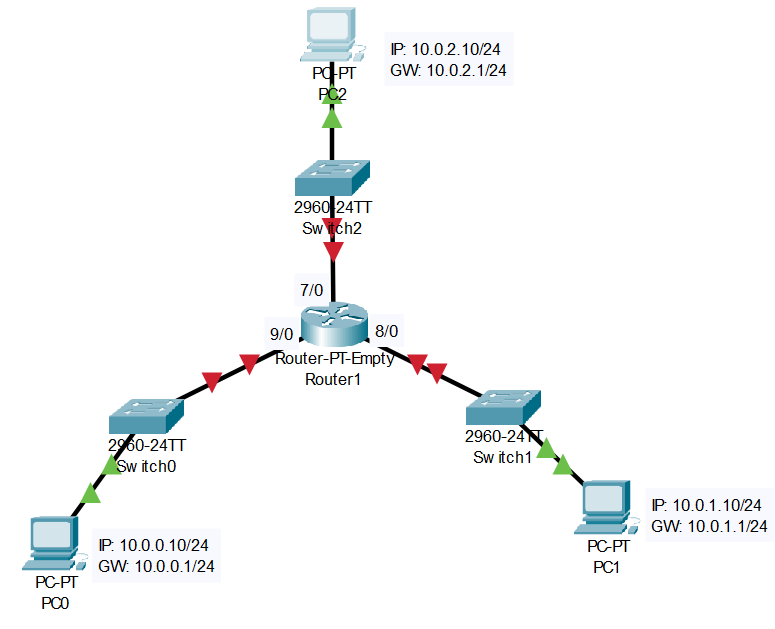 IP: 10.0.2.10/24
GW: 10.0.2.1/24
PC-PT
PC2
2960-24TT
Switch2
7/0
9/0
8/0
Router-PT-Empty
Router1
2960-24TT
Switch0
2960-24TT
Switch1
IP: 10.0.1.10/24
GW: 10.0.1.1/24
PC-PT
PC1
IP: 10.0.0.10/24
GW: 10.0.0.1/24
PC-PT
PC0